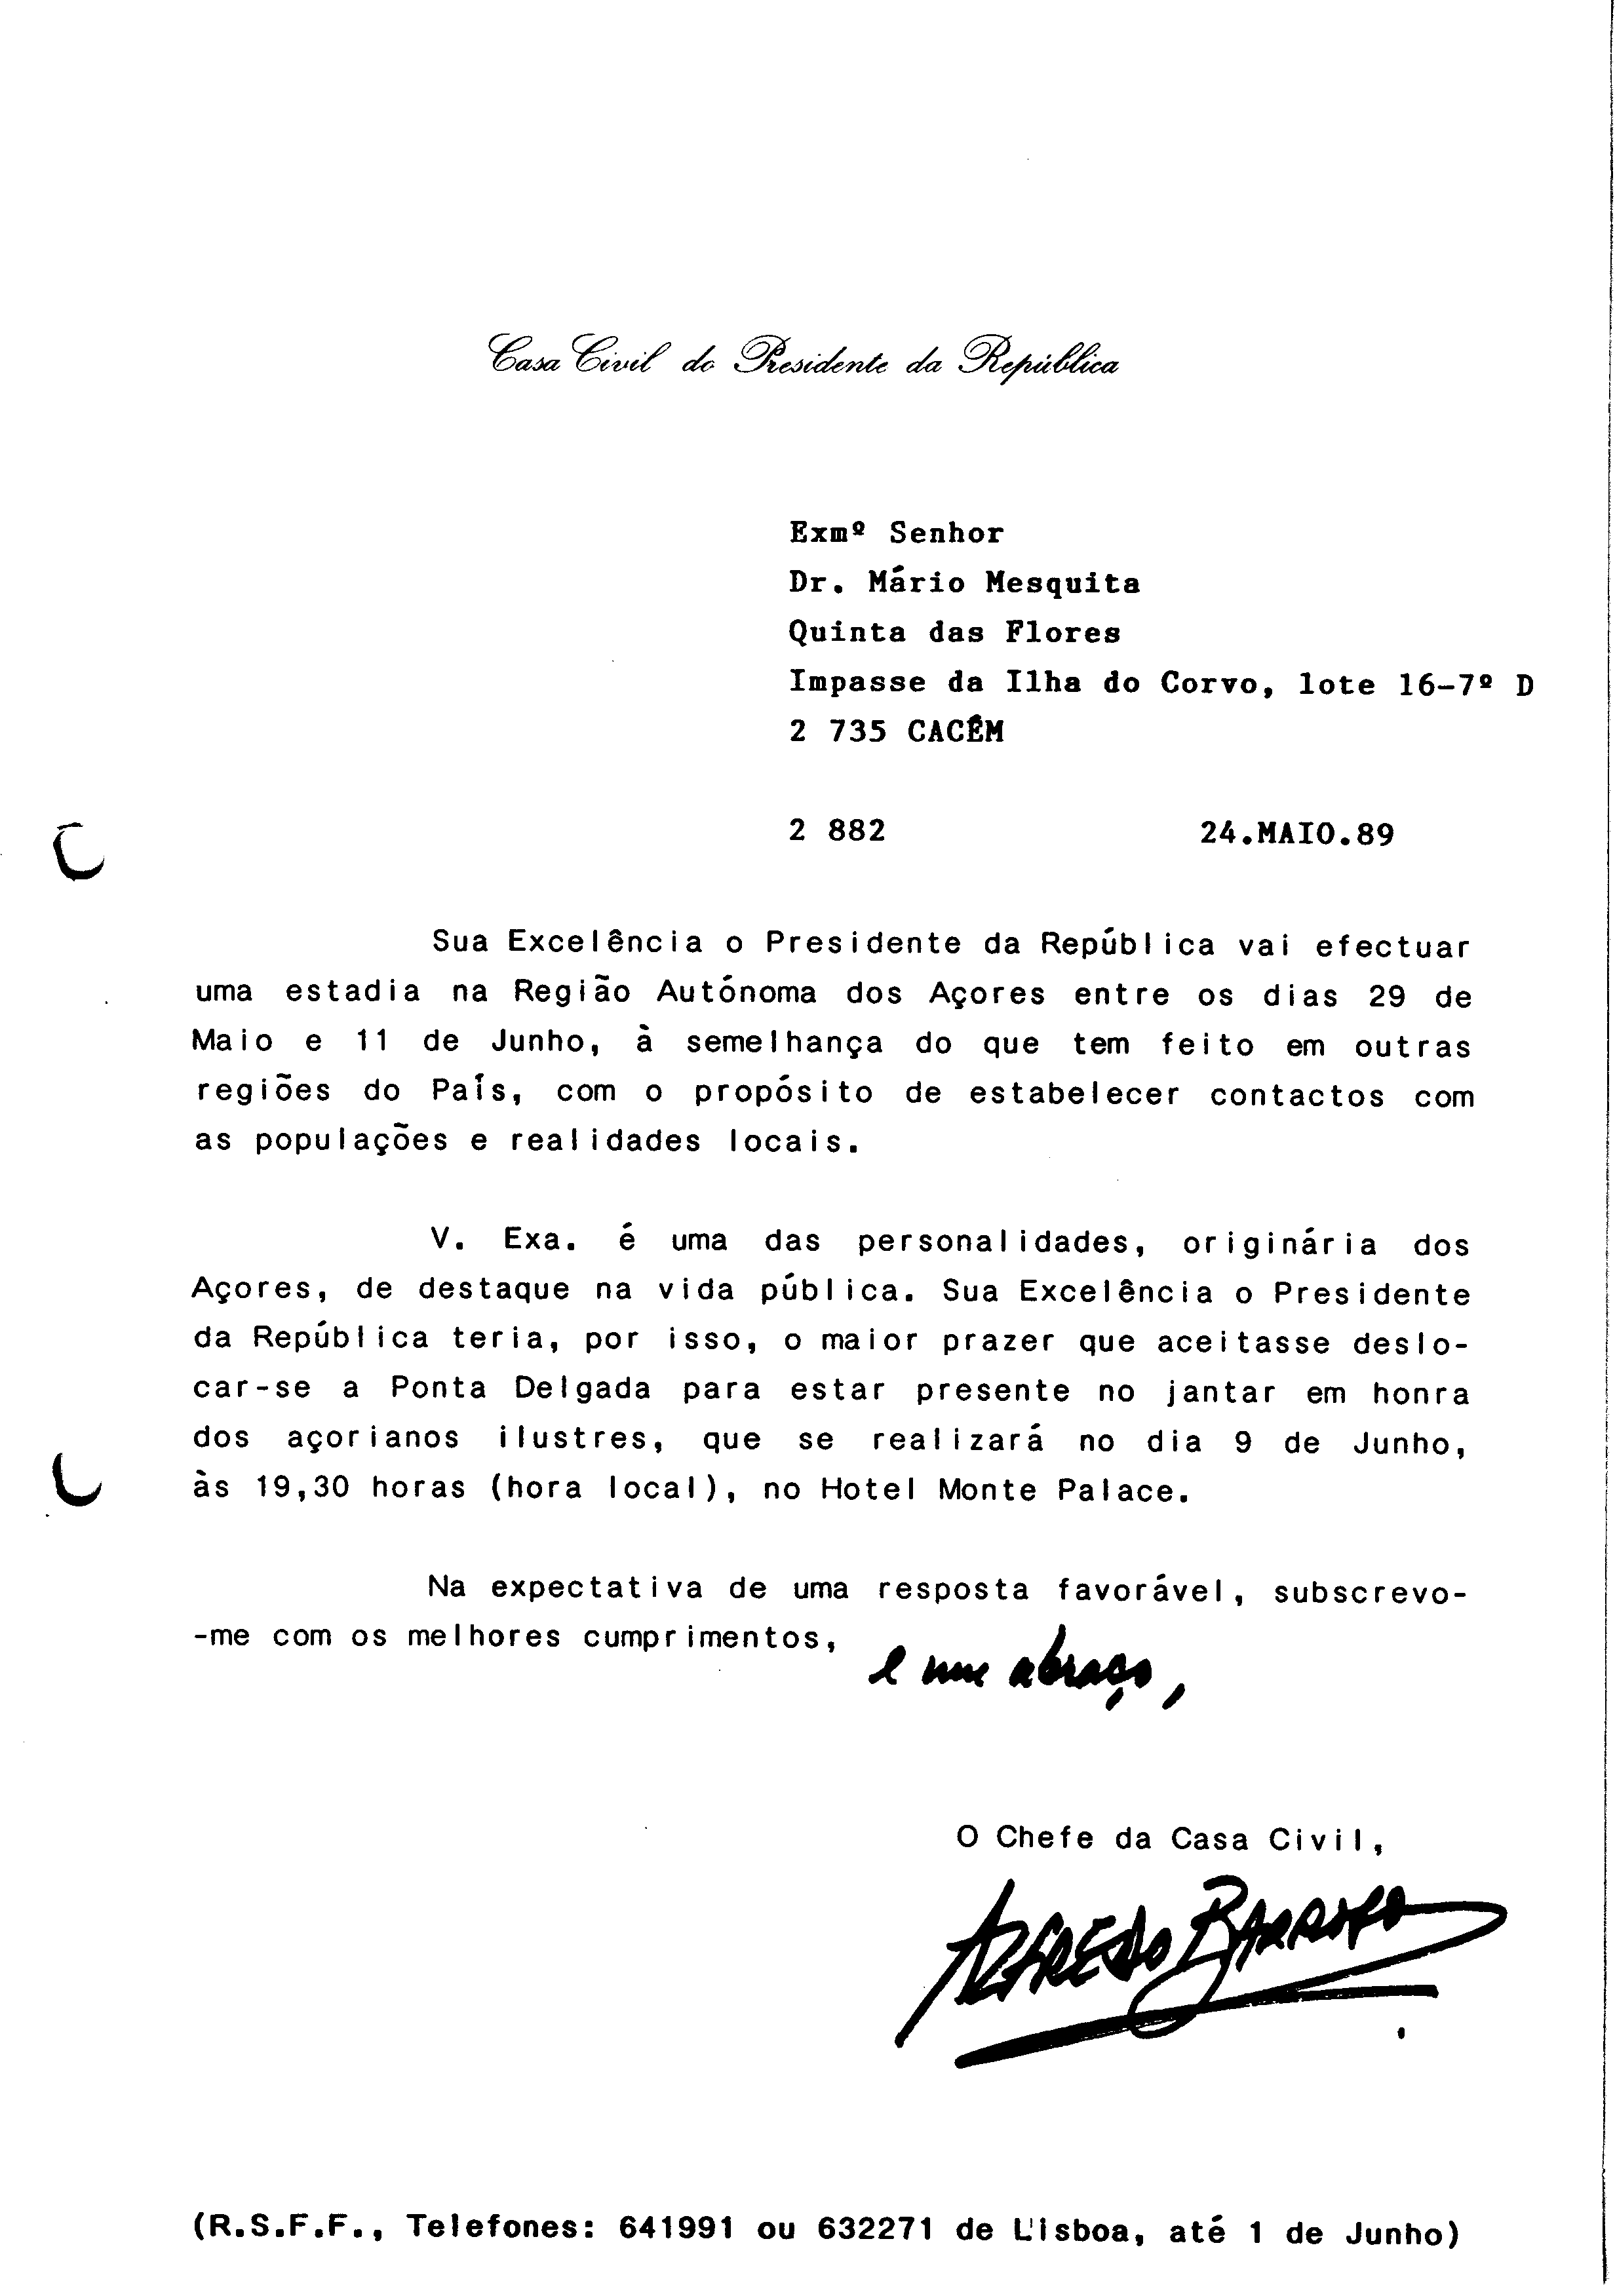 Casa Civil do Presidente da República
Exmº Senhor
Dr. Mário Mesquita
Quinta das Flores
Impasse da Ilha do Corvo, lote 16-7º D
2 735 CACÊM
2 882 24.MAIO.89
Sua Excelência o Presidente da República vai efectuar
uma estadia na Região Autónoma dos Açores entre os dias 29 de
Maio e 11 de Junho, à semelhança do que tem feito em outras
regiões do País, com o propósito de estabelecer contactos com
as populações e realidades locais.
V. Exa. é uma das personalidades, originária dos
Açores, de destaque na vida pública. Sua Excelência o Presidente
da República teria, por isso, o maior prazer que aceitasse deslo-
car-se a Ponta Delgada para estar presente no jantar em honra
dos açorianos ilustres, que se realizará no dia 9 de Junho,
às 19,30 horas (hora local), no Hotel Monte Palace.
Na expectativa de uma resposta favorável, subscrevo-
-me com os melhores cumprimentos,
e um abraço,
O Chefe da Casa Civil,
ALFREDO BARROSO
(R.S.F.F., Telefones: 641991 ou 632271 de Lisboa, até 1 de Junho)